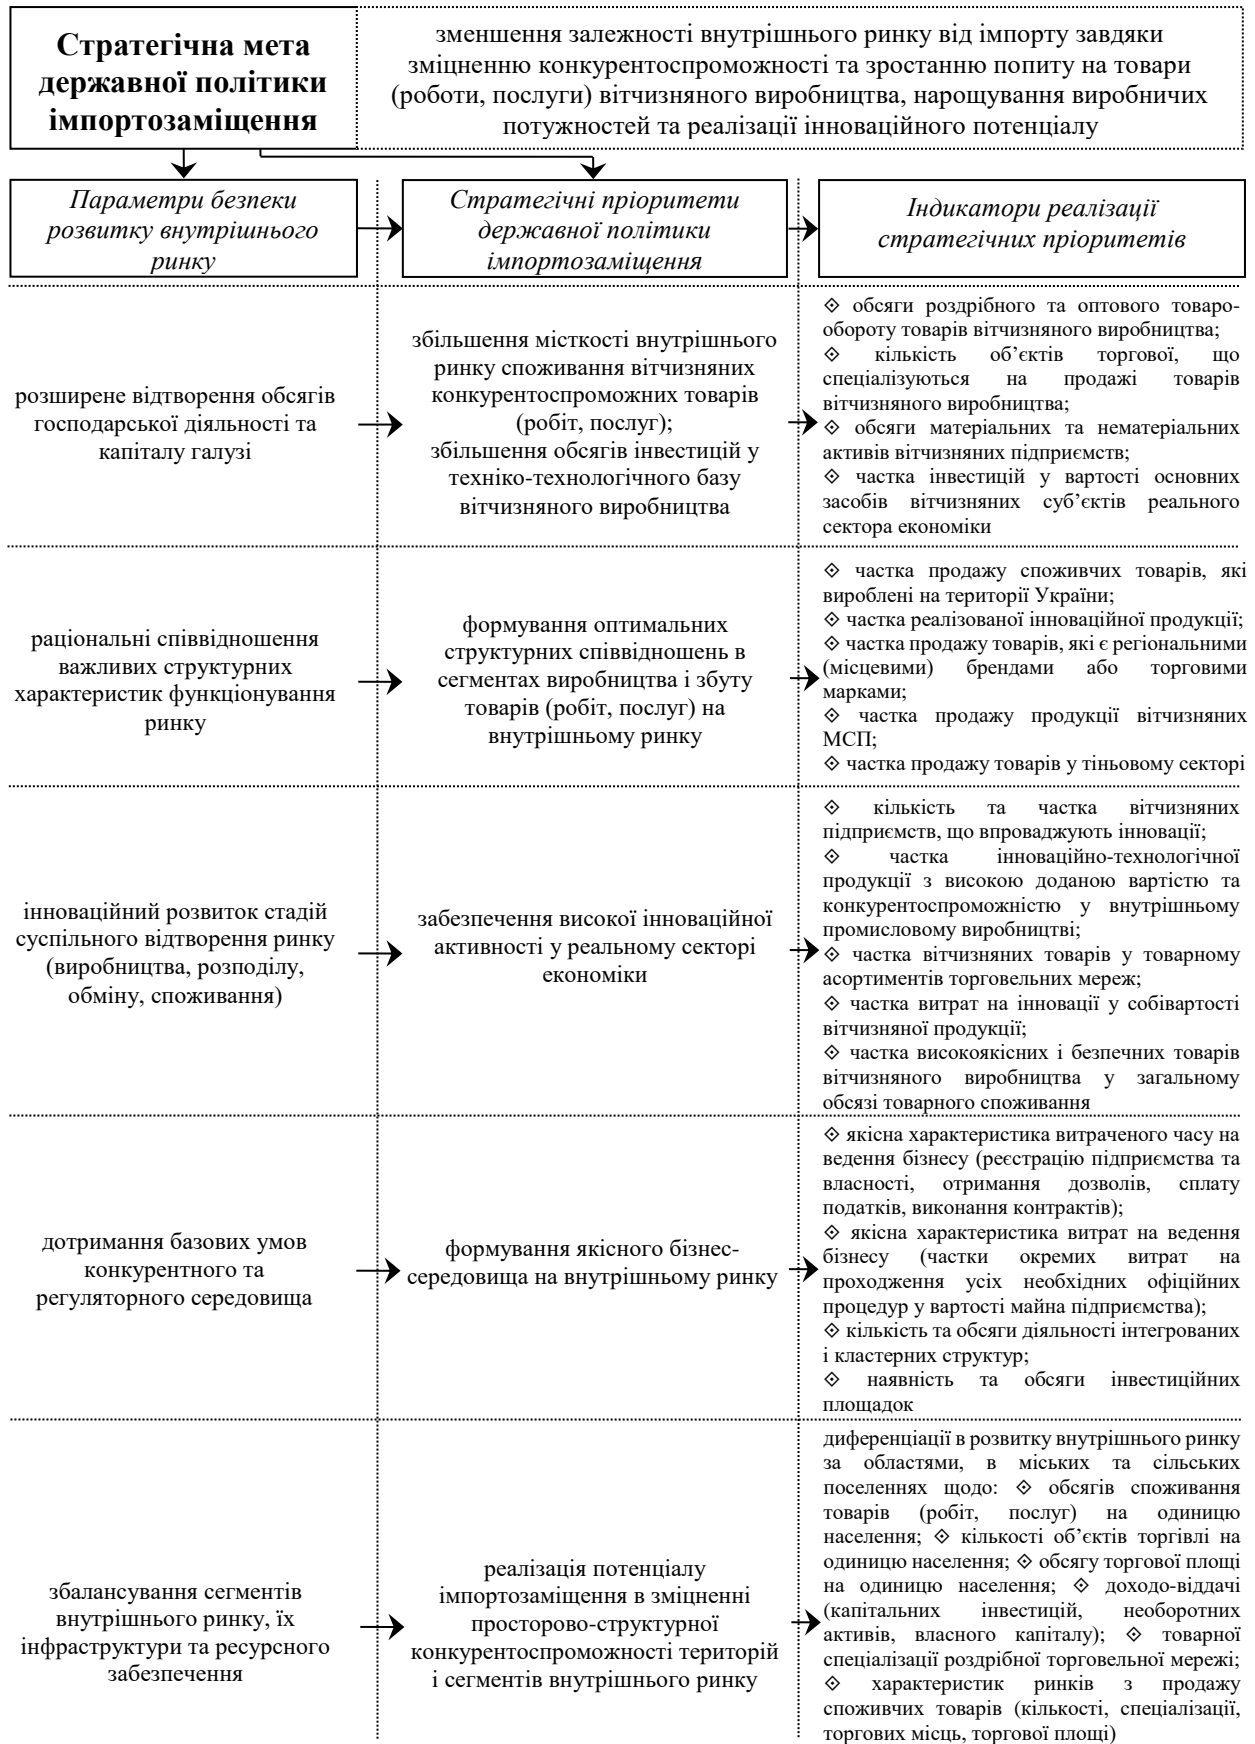 Стратегічна мета
державної політики
імпортозаміщення
зменшення залежності внутрішнього ринку від імпорту завдяки
зміцненню конкурентоспроможності та зростанню попиту на товари
(роботи, послуги) вітчизняного виробництва, нарощування виробничих
потужностей та реалізації інноваційного потенціалу
Параметри безпеки
розвитку внутрішнього
ринку
Стратегічні пріоритети
державної політики
імпортозаміщення
Індикатори реалізації
стратегічних пріоритетів
розширене відтворення обсягів
господарської діяльності та
капіталу галузі
збільшення місткості внутрішнього
ринку споживання вітчизняних
конкурентоспроможних товарів
(робіт, послуг);
збільшення обсягів інвестицій у
техніко-технологічного базу
вітчизняного виробництва
⟐ обсяги роздрібного та оптового товаро-
обороту товарів вітчизняного виробництва;
⟐ кількість об’єктів торгової, що
спеціалізуються на продажі товарів
вітчизняного виробництва;
⟐ обсяги матеріальних та нематеріальних
активів вітчизняних підприємств;
⟐ частка інвестицій у вартості основних
засобів вітчизняних суб’єктів реального
сектора економіки
раціональні співвідношення
важливих структурних
характеристик функціонування
ринку
формування оптимальних
структурних співвідношень в
сегментах виробництва і збуту
товарів (робіт, послуг) на
внутрішньому ринку
⟐ частка продажу споживчих товарів, які
вироблені на території України;
⟐ частка реалізованої інноваційної продукції;
⟐ частка продажу товарів, які є регіональними
(місцевими) брендами або торговими
марками;
⟐ частка продажу продукції вітчизняних
МСП;
⟐ частка продажу товарів у тіньовому секторі
інноваційний розвиток стадій
суспільного відтворення ринку
(виробництва, розподілу,
обміну, споживання)
забезпечення високої інноваційної
активності у реальному секторі
економіки
⟐ кількість та частка вітчизняних
підприємств, що впроваджують інновації;
⟐ частка інноваційно-технологічної
продукції з високою доданою вартістю та
конкурентоспроможністю у внутрішньому
промисловому виробництві;
⟐ частка вітчизняних товарів у товарному
асортиментів торговельних мереж;
⟐ частка витрат на інновації у собівартості
вітчизняної продукції;
⟐ частка високоякісних і безпечних товарів
вітчизняного виробництва у загальному
обсязі товарного споживання
дотримання базових умов
конкурентного та
регуляторного середовища
формування якісного бізнес-
середовища на внутрішньому ринку
⟐ якісна характеристика витраченого часу на
ведення бізнесу (реєстрацію підприємства та
власності, отримання дозволів, сплату
податків, виконання контрактів);
⟐ якісна характеристика витрат на ведення
бізнесу (частки окремих витрат на
проходження усіх необхідних офіційних
процедур у вартості майна підприємства);
⟐ кількість та обсяги діяльності інтегрованих
і кластерних структур;
⟐ наявність та обсяги інвестиційних
площадок
збалансування сегментів
внутрішнього ринку, їх
інфраструктури та ресурсного
забезпечення
реалізація потенціалу
імпортозаміщення в зміцненні
просторово-структурної
конкурентоспроможності територій
і сегментів внутрішнього ринку
диференціації в розвитку внутрішнього ринку
за областями, в міських та сільських
поселеннях щодо: ⟐ обсягів споживання
товарів (робіт, послуг) на одиницю
населення; ⟐ кількості об’єктів торгівлі на
одиницю населення; ⟐ обсягу торгової площі
на одиницю населення; ⟐ доходо-віддачі
(капітальних інвестицій, необоротних
активів, власного капіталу); ⟐ товарної
спеціалізації роздрібної торговельної мережі;
⟐ характеристик ринків з продажу
споживчих товарів (кількості, спеціалізації,
торгових місць, торгової площі)